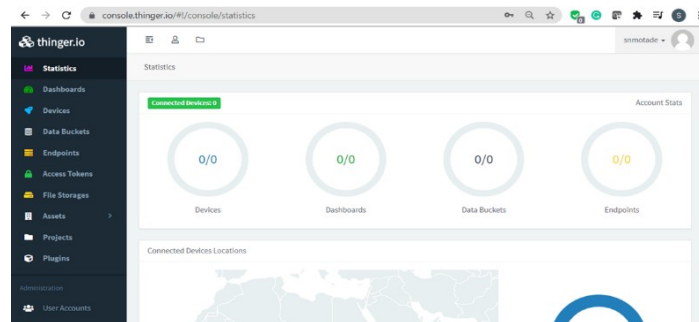 console.thinger.io/#!/console/statistics
S
0
thinger.io
snmotade
Statistics
Statistics
Dashboards
Connected Devices: 0
Account Stats
Devices
Data Buckets
Endpoints
0/0
0/0
0/0
0/0
Access Tokens
File Storages
Devices
Dashboards
Data Buckets
Endpoints
Assets
Projects
Connected Devices Locations
Plugins
Administration
User Accounts